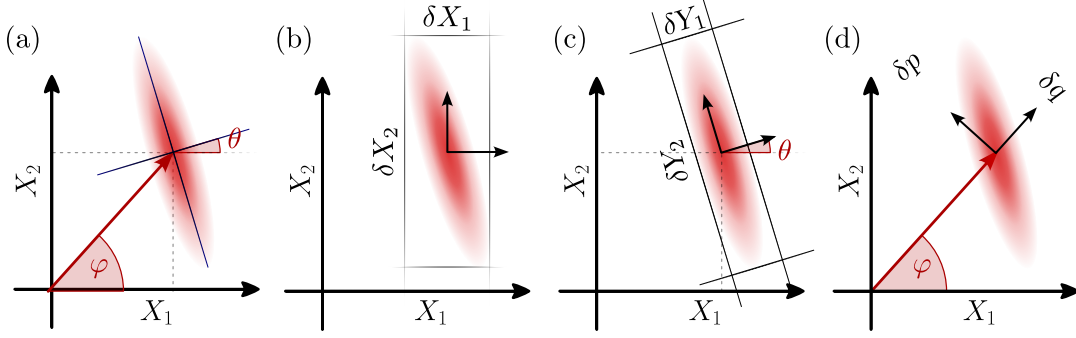 (a)
X₂
θ
φ
X₁
(b)
δX₁
δX₂
X₂
X₁
(c)
δY₁
δY₂
θ
X₂
X₁
(d)
δp
δq
X₂
φ
X₁